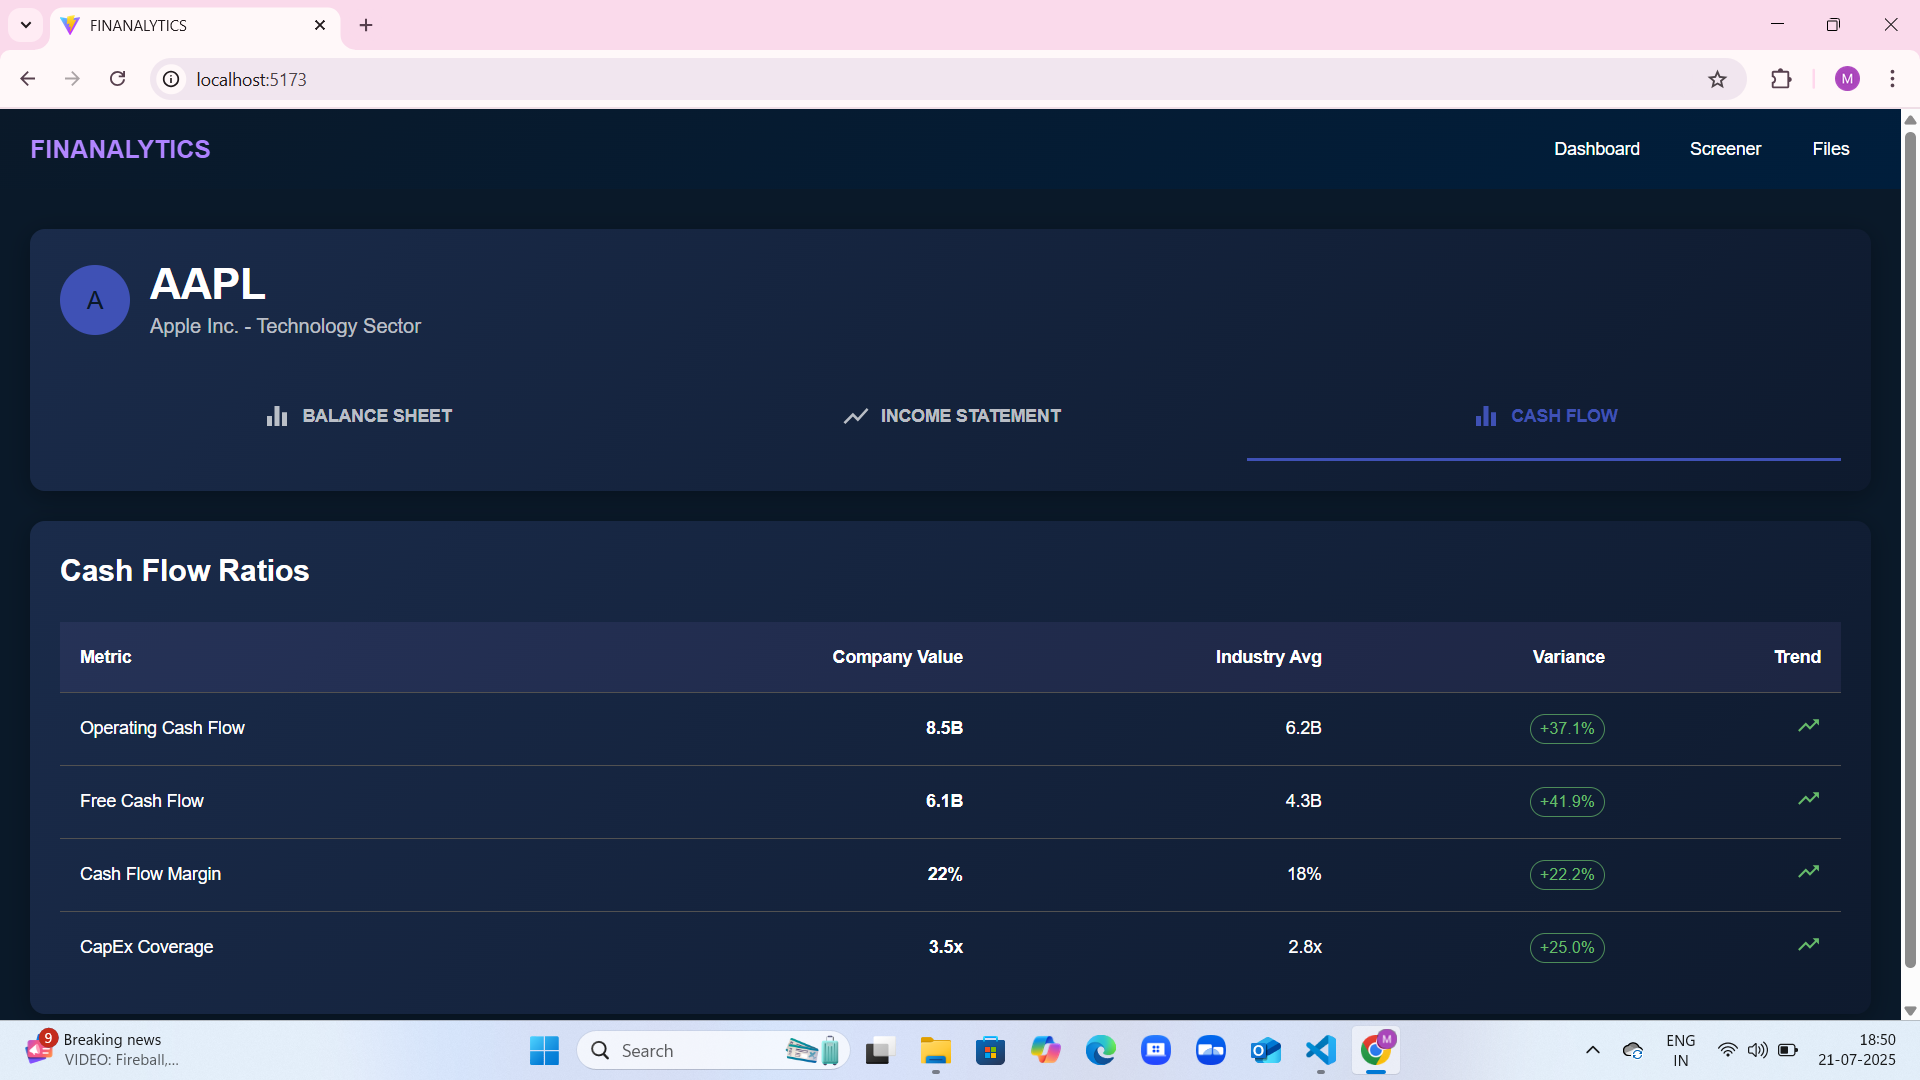 FINANALYTICS
localhost:5173
M
FINANALYTICS
Dashboard Screener Files
A
AAPL
Apple Inc. - Technology Sector
BALANCE SHEET INCOME STATEMENT CASH FLOW
Cash Flow Ratios
Metric Company Value Industry Avg Variance Trend
Operating Cash Flow 8.5B 6.2B +37.1%
Free Cash Flow 6.1B 4.3B +41.9%
Cash Flow Margin 22% 18% +22.2%
CapEx Coverage 3.5x 2.8x +25.0%
9
Breaking news
VIDEO: Fireball,...
Search
M
ENG
IN
18:50
21-07-2025